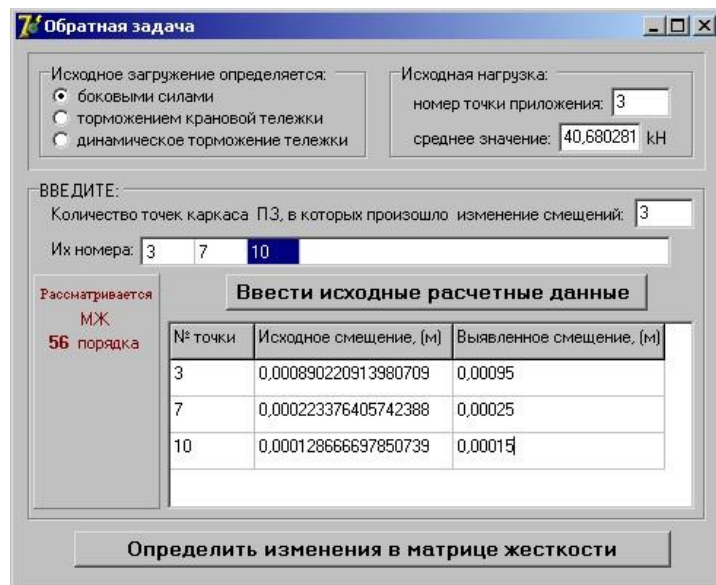 Обратная задача
Исходное загружение определяется:
боковыми силами
торможением крановой тележки
динамическое торможение тележки
Исходная нагрузка:
номер точки приложения: 3
среднее значение: 40,680281 kH
ВВЕДИТЕ:
Количество точек каркаса ПЗ, в которых произошло изменение смещений: 3
Их номера: 3 7 10
Рассматривается
МЖ
56 порядка
Ввести исходные расчетные данные
№ точки Исходное смещение, (м) Выявленное смещение, (м)
3 0,000890220913980709 0,00095
7 0,000223376405742388 0,00025
10 0,000128666697850739 0,00015
Определить изменения в матрице жесткости